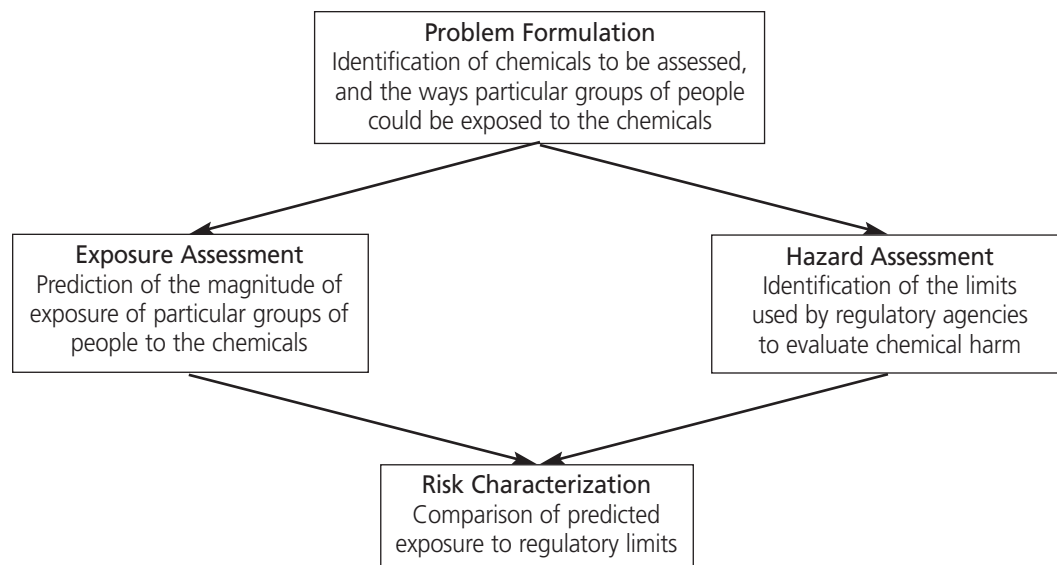 Problem Formulation
Identification of chemicals to be assessed,
and the ways particular groups of people
could be exposed to the chemicals
Exposure Assessment
Prediction of the magnitude of
exposure of particular groups of
people to the chemicals
Hazard Assessment
Identification of the limits
used by regulatory agencies
to evaluate chemical harm
Risk Characterization
Comparison of predicted
exposure to regulatory limits